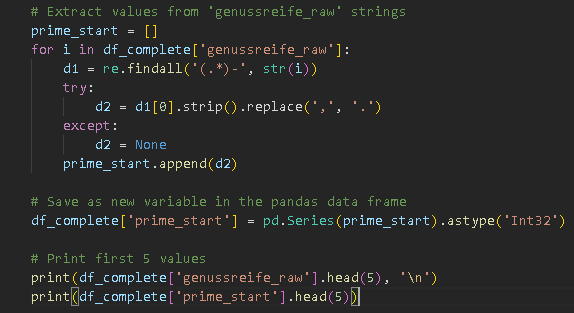 # Extract values from 'genussreife_raw' strings
prime_start = []
for i in df_complete['genussreife_raw']:
    d1 = re.findall('(.*)-', str(i))
    try:
        d2 = d1[0].strip().replace(',', '.')
    except:
        d2 = None
    prime_start.append(d2)

# Save as new variable in the pandas data frame
df_complete['prime_start'] = pd.Series(prime_start).astype('Int32')

# Print first 5 values
print(df_complete['genussreife_raw'].head(5), '\n')
print(df_complete['prime_start'].head(5))